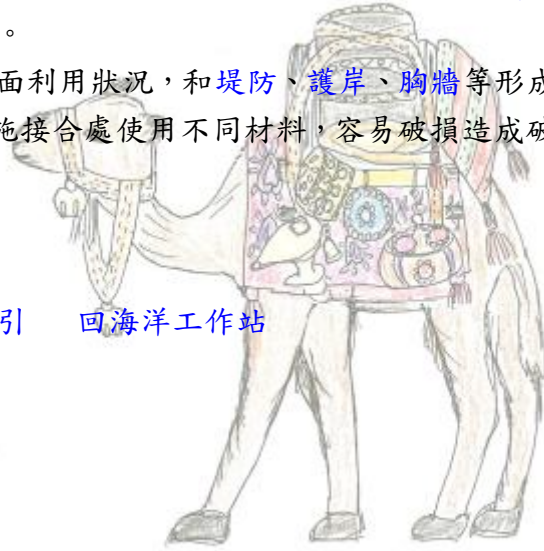 。
面利用狀況，和堤防、護岸、胸牆等形成
施接合處使用不同材料，容易破損造成破
引 回海洋工作站